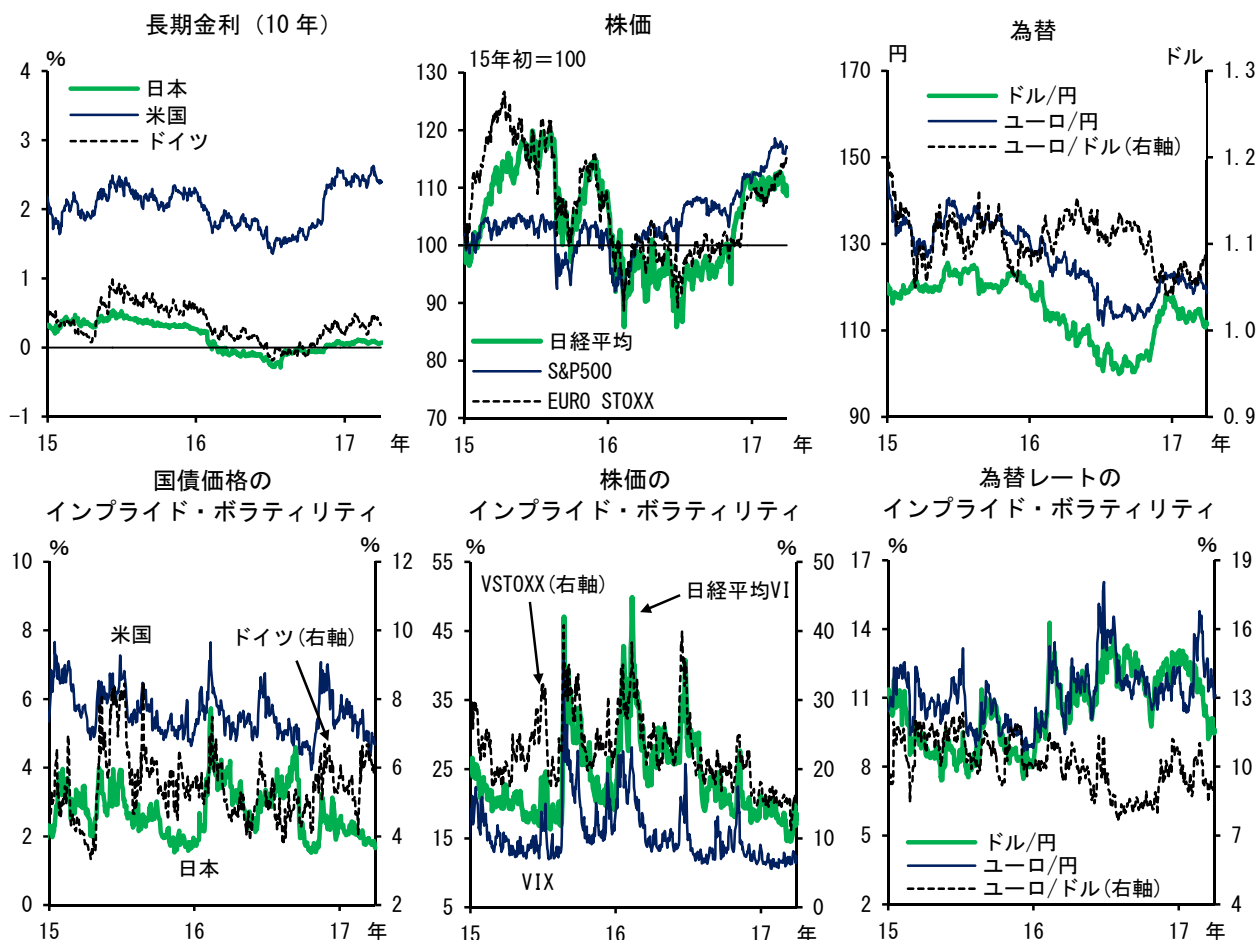 長期金利（10年）
%
4
3
2
1
0
-1
日本
米国
ドイツ
15
16
17
年
株価
15年初＝100
130
120
110
100
90
80
70
日経平均
S&P500
EURO STOXX
15
16
17
年
為替
円
ドル
170
150
130
110
90
1.3
1.2
1.1
1.0
0.9
ドル/円
ユーロ/円
ユーロ/ドル(右軸)
15
16
17
年
国債価格の
インプライド・ボラティリティ
%
%
10
8
6
4
2
0
12
10
8
6
4
2
米国
ドイツ(右軸)
日本
15
16
17
年
株価の
インプライド・ボラティリティ
%
%
55
45
35
25
15
5
50
40
30
20
10
0
VSTOXX(右軸)
日経平均VI
VIX
15
16
17
年
為替レートの
インプライド・ボラティリティ
%
%
17
14
11
8
5
2
19
16
13
10
7
4
ドル/円
ユーロ/円
ユーロ/ドル(右軸)
15
16
17
年